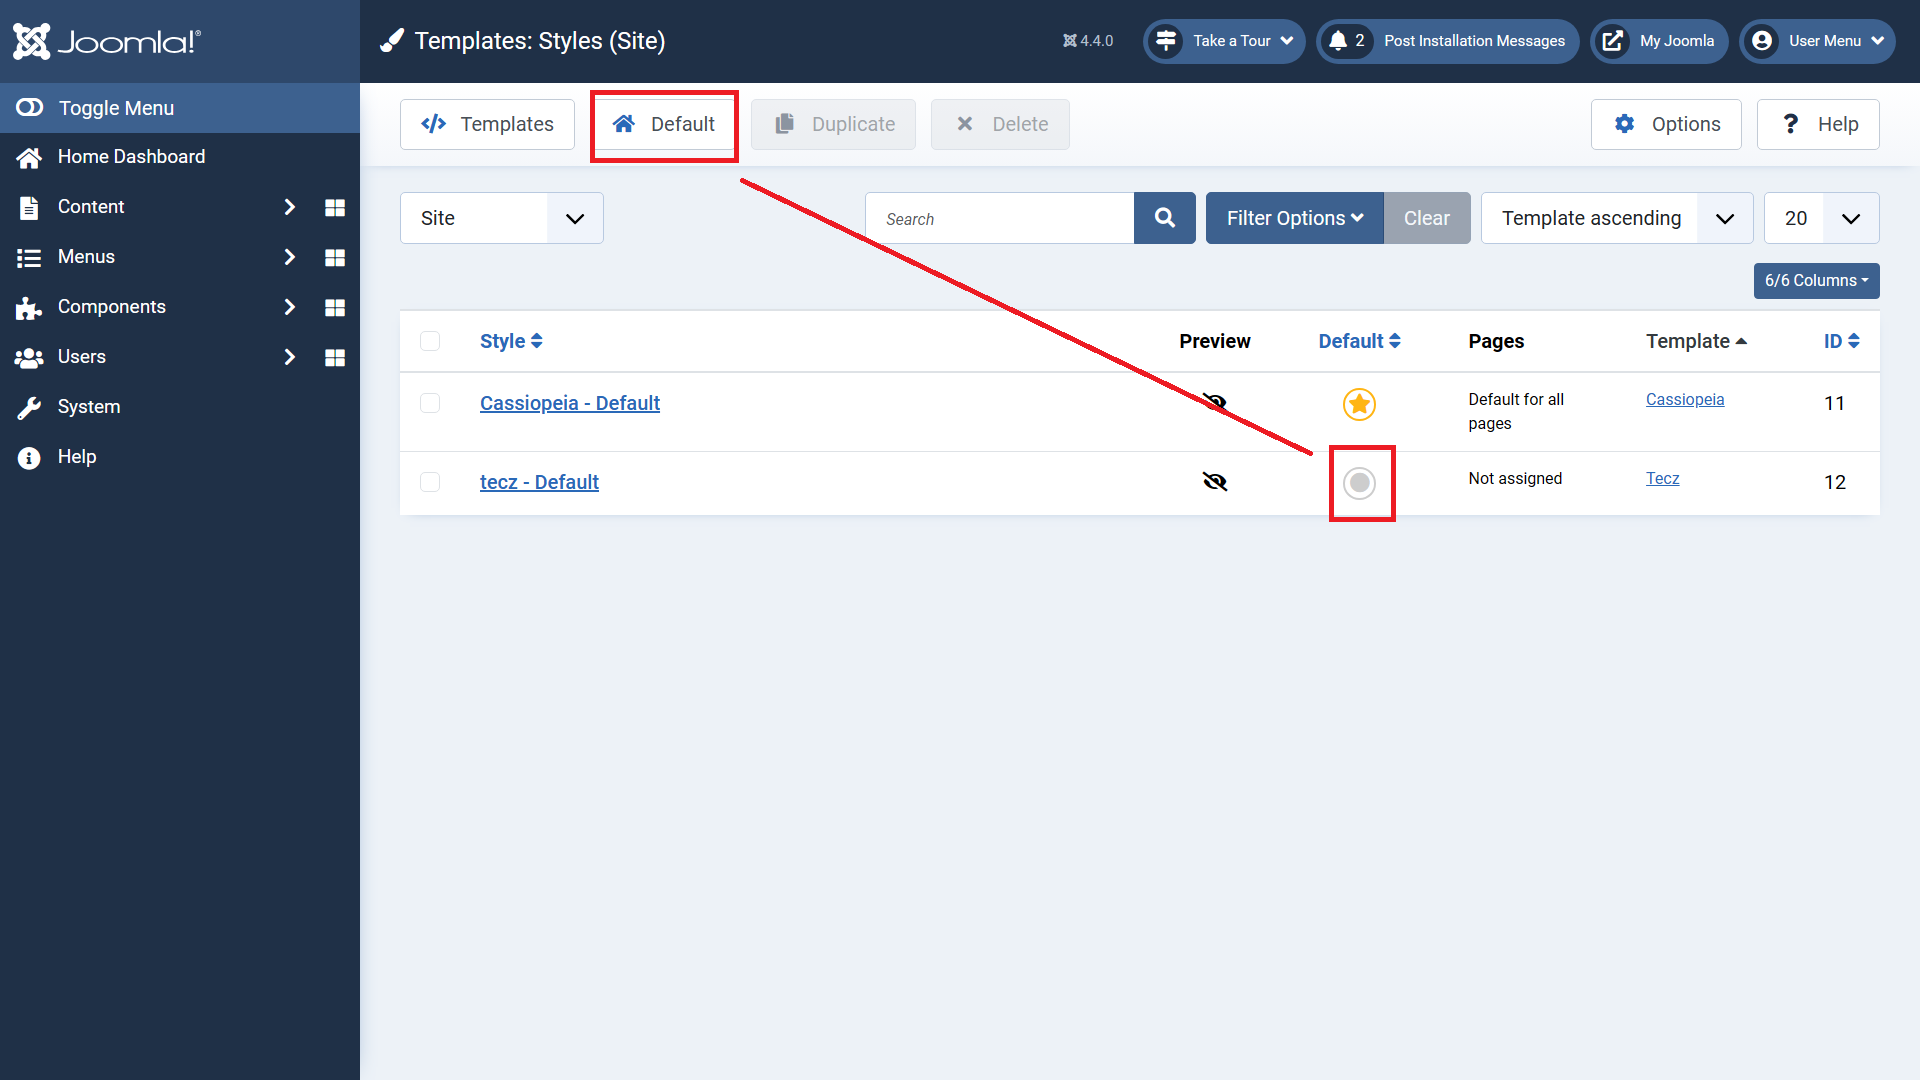 Joomla!®
Templates: Styles (Site)
4.4.0
Take a Tour
2 Post Installation Messages
My Joomla
User Menu
Toggle Menu
Home Dashboard
Content
Menus
Components
Users
System
Help
Templates
Default
Duplicate
Delete
Options
? Help
Site
Search
Filter Options
Clear
Template ascending
20
6/6 Columns
Style Preview Default Pages Template ID
Cassiopeia - Default Default for all Cassiopeia 11
pages
tecz - Default Not assigned Tecz 12